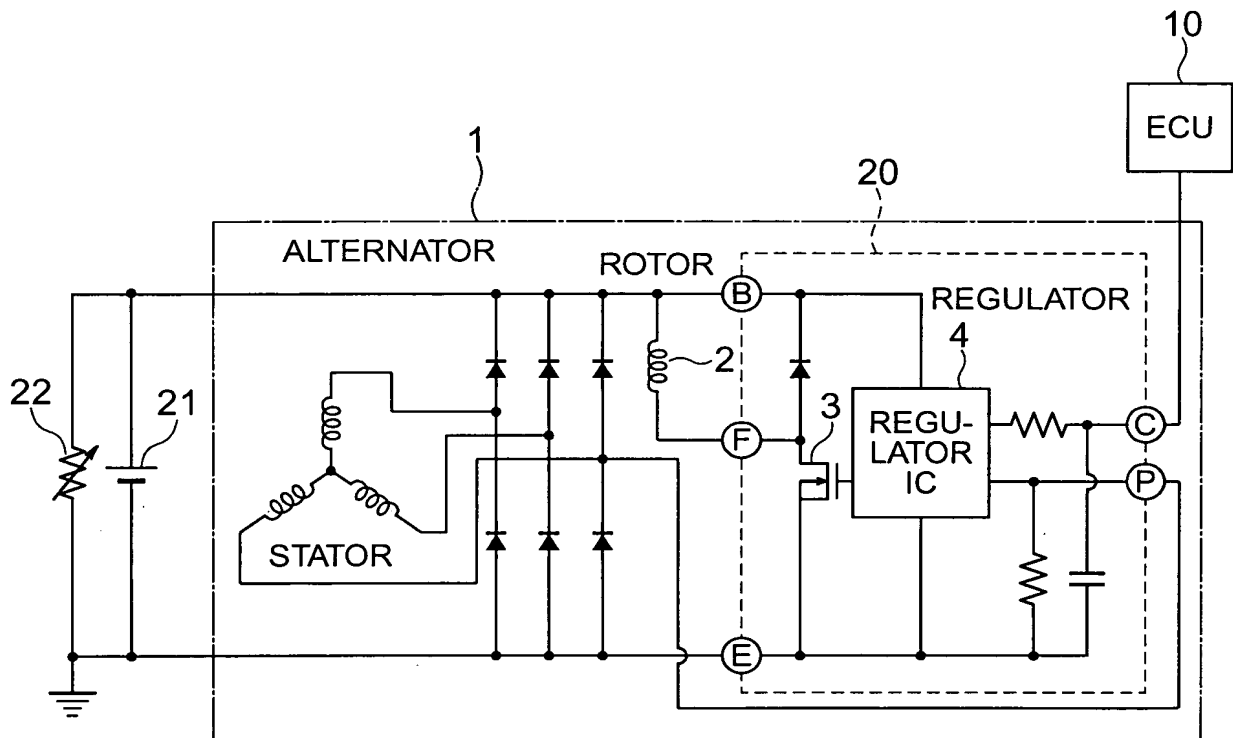 10
ECU
1
20
ALTERNATOR
ROTOR
B
REGULATOR
2
4
22
21
3
F
REGU-
LATOR
IC
C
P
STATOR
E